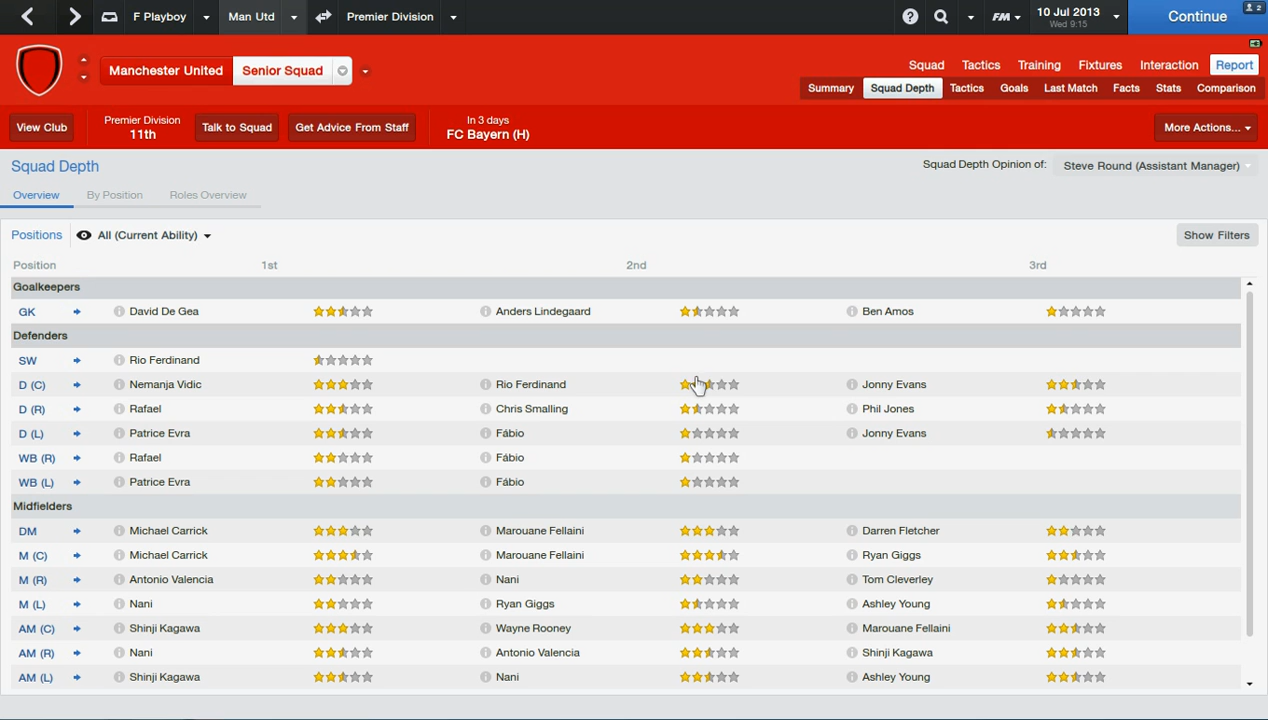 F Playboy Man Utd Premier Division FM 10 Jul 2013 Continue 2
Wed 9:15
Manchester United Senior Squad
Squad Tactics Training Fixtures Interaction Report
Summary Squad Depth Tactics Goals Last Match Facts Stats Comparison
View Club Premier Division 11th Talk to Squad Get Advice From Staff In 3 days FC Bayern (H) More Actions...
Squad Depth Squad Depth Opinion of: Steve Round (Assistant Manager)
Overview By Position Roles Overview
Positions All (Current Ability) Show Filters
Position 1st 2nd 3rd
Goalkeepers
GK David De Gea Anders Lindegaard Ben Amos
Defenders
SW Rio Ferdinand
D (C) Nemanja Vidic Rio Ferdinand Jonny Evans
D (R) Rafael Chris Smalling Phil Jones
D (L) Patrice Evra Fábio Jonny Evans
WB (R) Rafael Fábio
WB (L) Patrice Evra Fábio
Midfielders
DM Michael Carrick Marouane Fellaini Darren Fletcher
M (C) Michael Carrick Marouane Fellaini Ryan Giggs
M (R) Antonio Valencia Nani Tom Cleverley
M (L) Nani Ryan Giggs Ashley Young
AM (C) Shinji Kagawa Wayne Rooney Marouane Fellaini
AM (R) Nani Antonio Valencia Shinji Kagawa
AM (L) Shinji Kagawa Nani Ashley Young